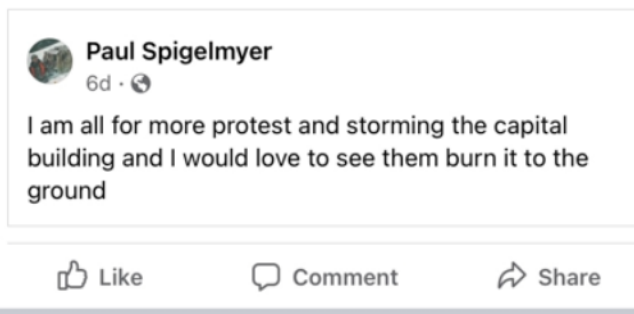 Paul Spigelmyer
6d ·
I am all for more protest and storming the capital
building and I would love to see them burn it to the
ground
Like Comment Share